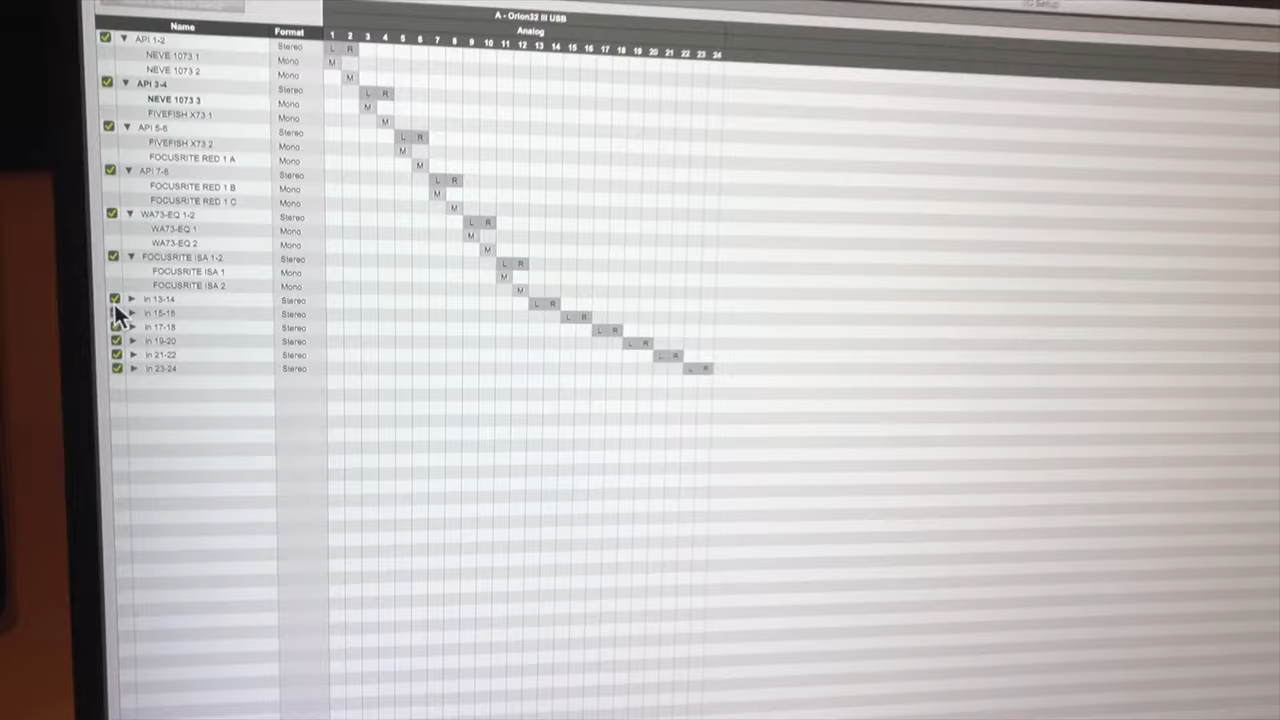 I/O Setup
A - Orion32 III USB
Name Format Analog
1 2 3 4 5 6 7 8 9 10 11 12 13 14 15 16 17 18 19 20 21 22 23 24
API 1-2 Stereo L R
NEVE 1073 1 Mono M
NEVE 1073 2 Mono M
API 3-4 Stereo L R
NEVE 1073 3 Mono M
FIVEFISH X73 1 Mono M
API 5-6 Stereo L R
FIVEFISH X73 2 Mono M
FOCUSRITE RED 1 A Mono M
API 7-8 Stereo L R
FOCUSRITE RED 1 B Mono M
FOCUSRITE RED 1 C Mono M
WA73-EQ 1-2 Stereo L R
WA73-EQ 1 Mono M
WA73-EQ 2 Mono M
FOCUSRITE ISA 1-2 Stereo L R
FOCUSRITE ISA 1 Mono M
FOCUSRITE ISA 2 Mono M
In 13-14 Stereo L R
In 15-16 Stereo L R
In 17-18 Stereo L R
In 19-20 Stereo L R
In 21-22 Stereo L R
In 23-24 Stereo L R